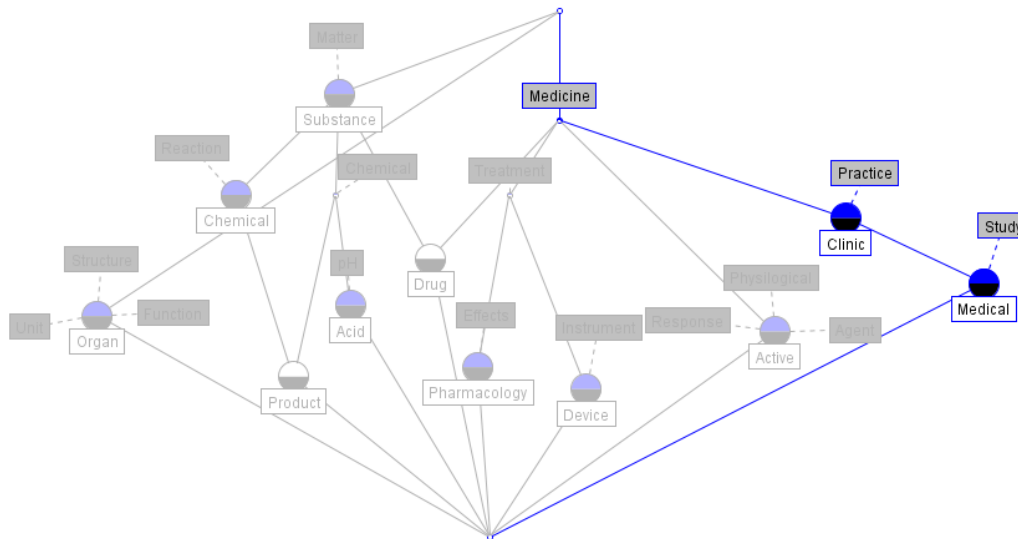 Matter
Medicine
Substance
Reaction
Chemical
Treatment
Practice
Chemical
Clinic
Study
Structure
pH
Drug
Physilogical
Medical
Unit
Function
Organ
Acid
Effects
Instrument
Response
Agent
Active
Product
Pharmacology
Device